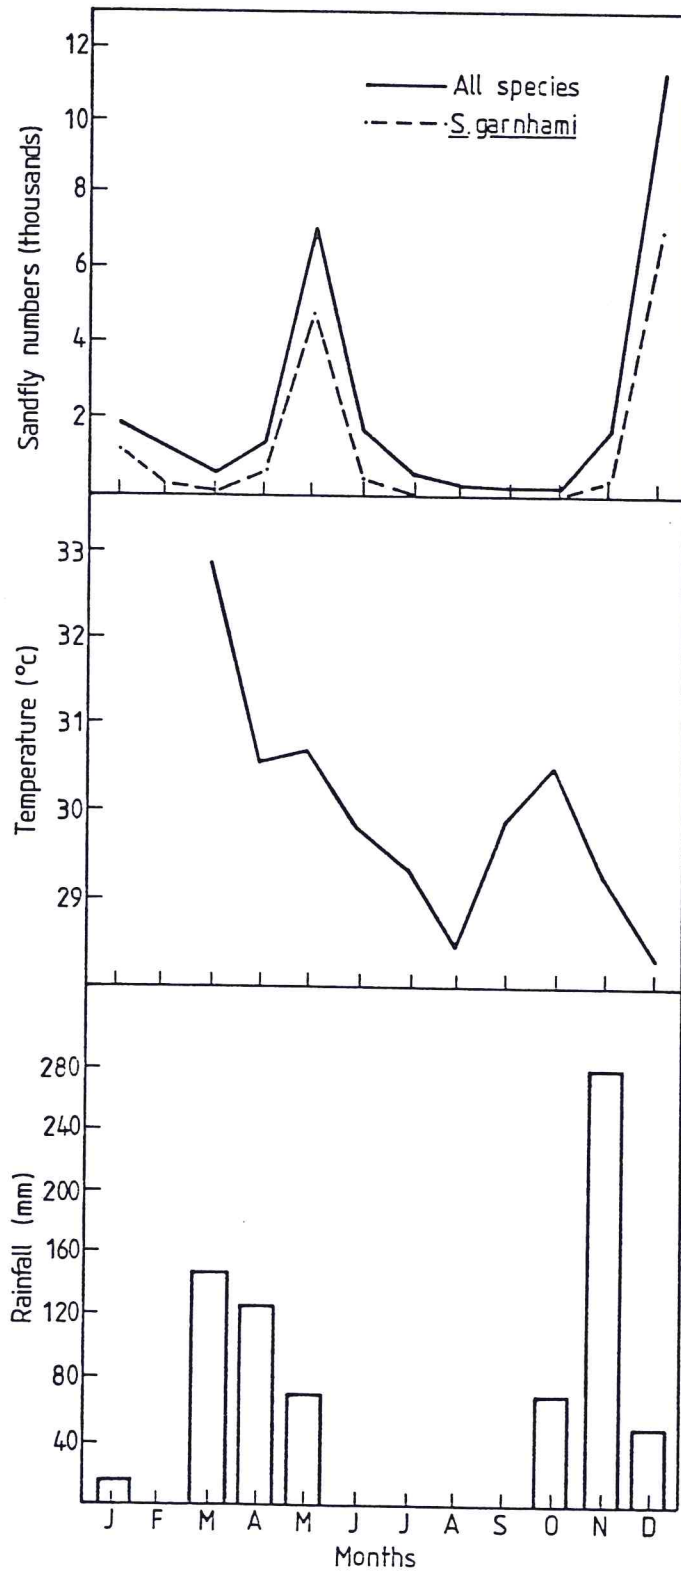 12
10
8
6
4
2
Sandfly numbers (thousands)
All species
S. garnhami
33
32
31
30
29
Temperature (°c)
280
240
200
160
120
80
40
Rainfall (mm)
J F M A M J J A S O N D
Months